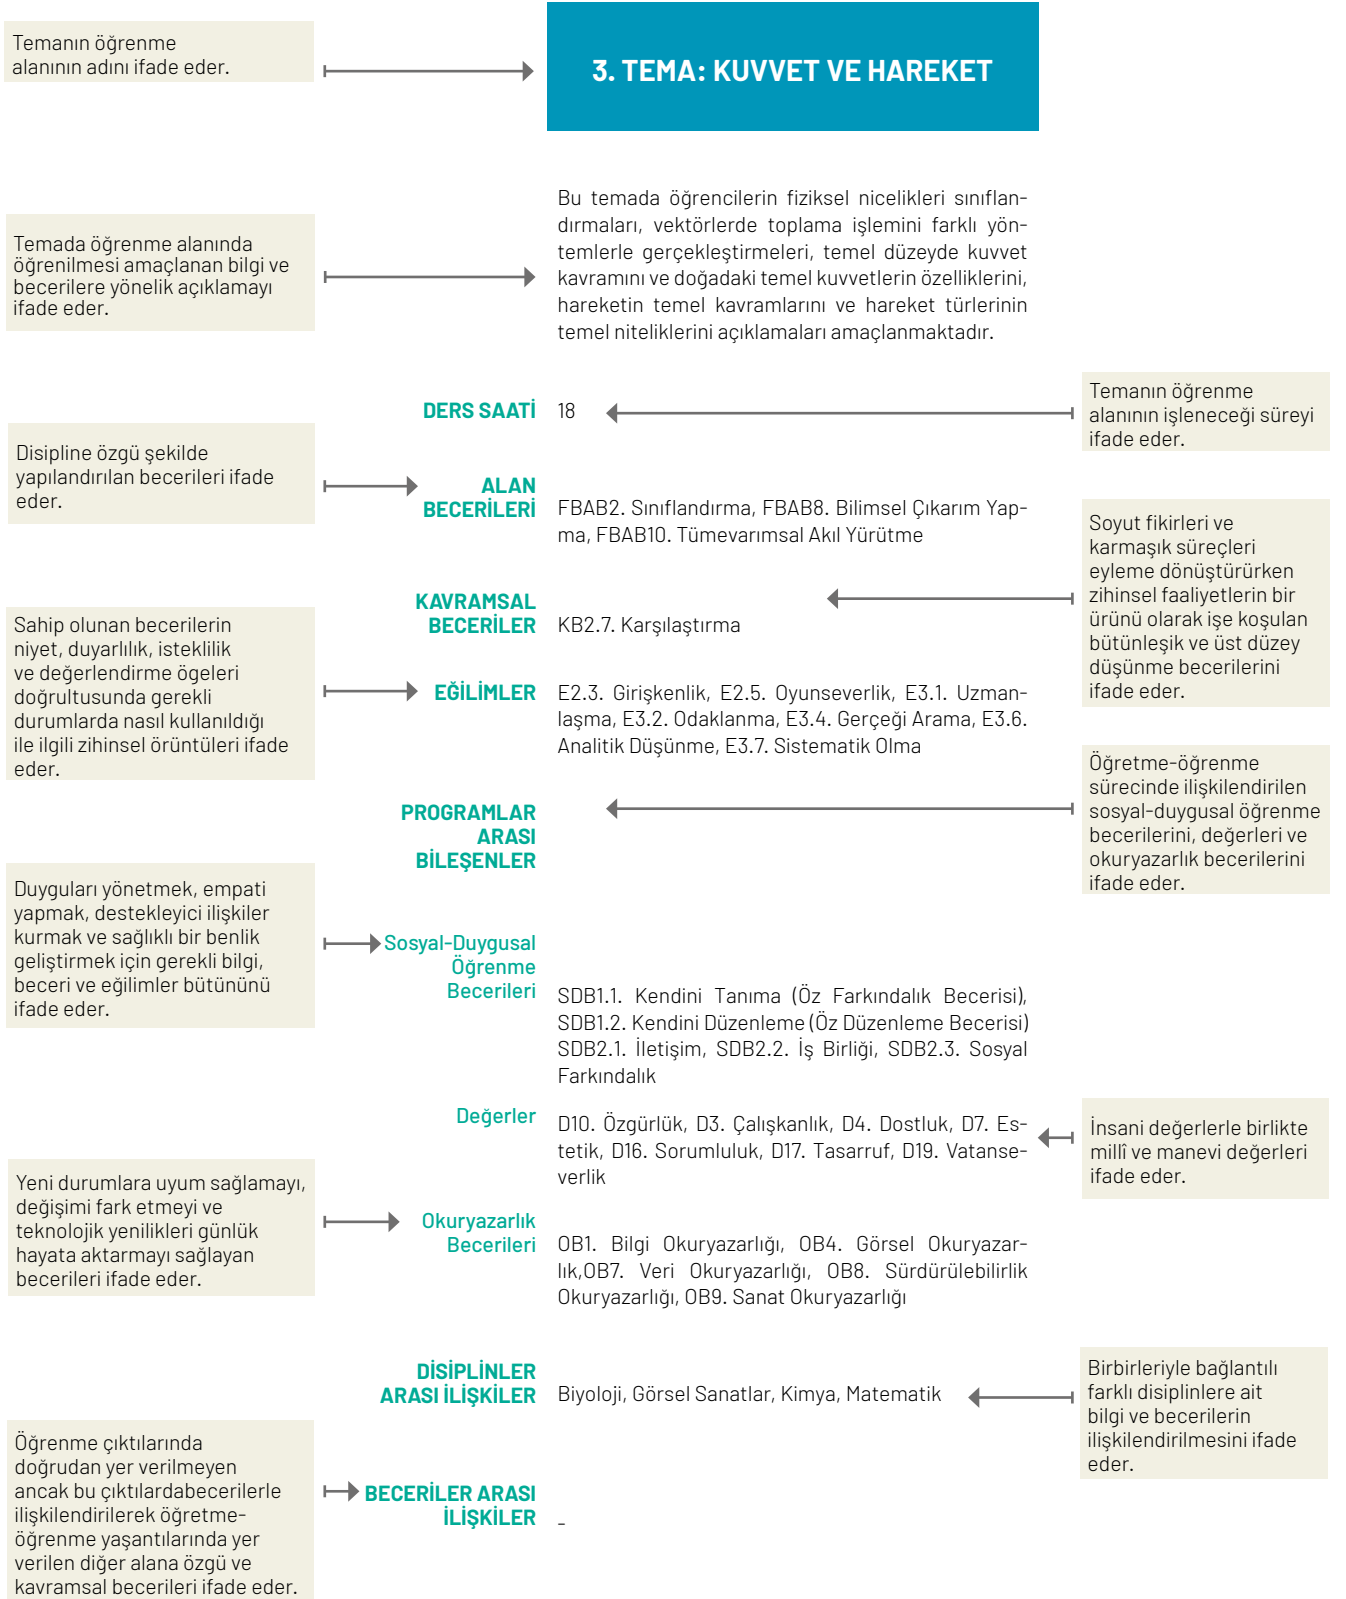 Temanın öğrenme
alanının adını ifade eder.
3. TEMA: KUVVET VE HAREKET
Temada öğrenme alanında
öğrenilmesi amaçlanan bilgi ve
becerilere yönelik açıklamayı
ifade eder.
Bu temada öğrencilerin fiziksel nicelikleri sınıflan-
dırmaları, vektörlerde toplama işlemini farklı yön-
temlerle gerçekleştirmeleri, temel düzeyde kuvvet
kavramını ve doğadaki temel kuvvetlerin özelliklerini,
hareketin temel kavramlarını ve hareket türlerinin
temel niteliklerini açıklamaları amaçlanmaktadır.
DERS SAATİ
18
Temanın öğrenme
alanının işleneceği süreyi
ifade eder.
Disipline özgü şekilde
yapılandırılan becerileri ifade
eder.
ALAN
BECERİLERİ
FBAB2. Sınıflandırma, FBAB8. Bilimsel Çıkarım Yap-
ma, FBAB10. Tümevarımsal Akıl Yürütme
Soyut fikirleri ve
karmaşık süreçleri
eyleme dönüştürürken
zihinsel faaliyetlerin bir
ürünü olarak işe koşulan
bütünleşik ve üst düzey
düşünme becerilerini
ifade eder.
KAVRAMSAL
BECERİLER
KB2.7. Karşılaştırma
Sahip olunan becerilerin
niyet, duyarlılık, isteklilik
ve değerlendirme ögeleri
doğrultusunda gerekli
durumlarda nasıl kullanıldığı
ile ilgili zihinsel örüntüleri ifade
eder.
EĞİLİMLER
E2.3. Girişkenlik, E2.5. Oyunseverlik, E3.1. Uzman-
laşma, E3.2. Odaklanma, E3.4. Gerçeği Arama, E3.6.
Analitik Düşünme, E3.7. Sistematik Olma
Öğretme-öğrenme
sürecinde ilişkilendirilen
sosyal-duygusal öğrenme
becerilerini, değerleri ve
okuryazarlık becerilerini
ifade eder.
PROGRAMLAR
ARASI
BİLEŞENLER
Duyguları yönetmek, empati
yapmak, destekleyici ilişkiler
kurmak ve sağlıklı bir benlik
geliştirmek için gerekli bilgi,
beceri ve eğilimler bütününü
ifade eder.
Sosyal-Duygusal
Öğrenme
Becerileri
SDB1.1. Kendini Tanıma (Öz Farkındalık Becerisi),
SDB1.2. Kendini Düzenleme (Öz Düzenleme Becerisi)
SDB2.1. İletişim, SDB2.2. İş Birliği, SDB2.3. Sosyal
Farkındalık
Değerler
D10. Özgürlük, D3. Çalışkanlık, D4. Dostluk, D7. Es-
tetik, D16. Sorumluluk, D17. Tasarruf, D19. Vatanse-
verlik
İnsani değerlerle birlikte
millî ve manevi değerleri
ifade eder.
Yeni durumlara uyum sağlamayı,
değişimi fark etmeyi ve
teknolojik yenilikleri günlük
hayata aktarmayı sağlayan
becerileri ifade eder.
Okuryazarlık
Becerileri
OB1. Bilgi Okuryazarlığı, OB4. Görsel Okuryazar-
lık,OB7. Veri Okuryazarlığı, OB8. Sürdürülebilirlik
Okuryazarlığı, OB9. Sanat Okuryazarlığı
DİSİPLİNLER
ARASI İLİŞKİLER
Biyoloji, Görsel Sanatlar, Kimya, Matematik
Birbirleriyle bağlantılı
farklı disiplinlere ait
bilgi ve becerilerin
ilişkilendirilmesini ifade
eder.
Öğrenme çıktılarında
doğrudan yer verilmeyen
ancak bu çıktılardabecerilerle
ilişkilendirilerek öğretme-
öğrenme yaşantılarında yer
verilen diğer alana özgü ve
kavramsal becerileri ifade eder.
BECERİLER ARASI
İLİŞKİLER
-